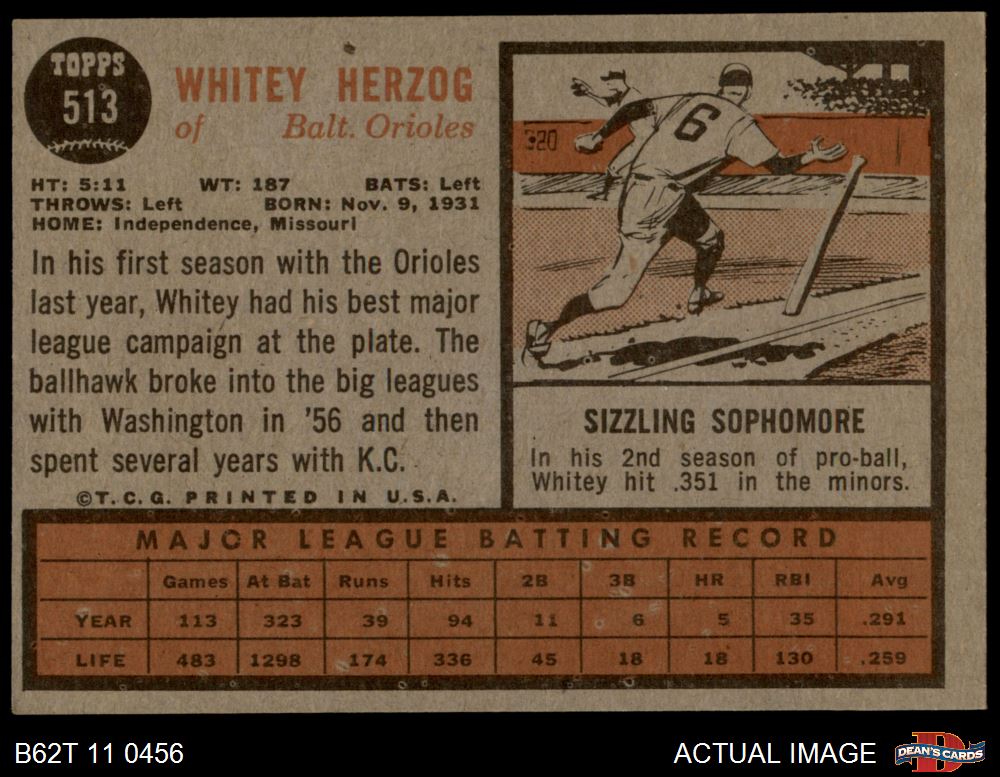 TOPPS
513
WHITEY HERZOG
of Balt. Orioles
HT: 5:11 WT: 187 BATS: Left
THROWS: Left BORN: Nov. 9, 1931
HOME: Independence, Missouri
In his first season with the Orioles
last year, Whitey had his best major
league campaign at the plate. The
ballhawk broke into the big leagues
with Washington in '56 and then
spent several years with K.C.
©T.C.G. PRINTED IN U.S.A.
320
6
SIZZLING SOPHOMORE
In his 2nd season of pro-ball,
Whitey hit .351 in the minors.
MAJOR LEAGUE BATTING RECORD
Games At Bat Runs Hits 2B 3B HR RBI Avg
YEAR 113 323 39 94 11 6 5 35 .291
LIFE 483 1298 174 336 45 18 18 130 .259
B62T 11 0456
ACTUAL IMAGE
D
DEAN'S CARDS